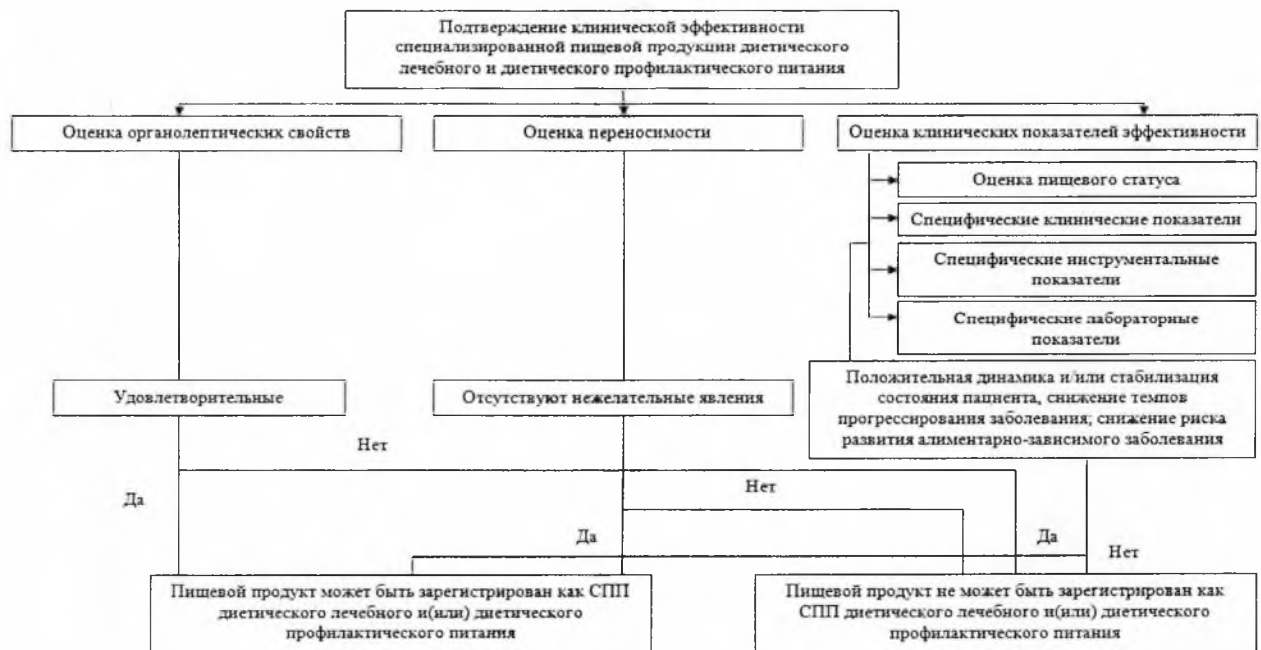 Подтверждение клинической эффективности
специализированной пищевой продукции диетического
лечебного и диетического профилактического питания
Оценка органолептических свойств
Оценка переносимости
Оценка клинических показателей эффективности
Оценка пищевого статуса
Специфические клинические показатели
Специфические инструментальные
показатели
Специфические лабораторные
показатели
Удовлетворительные
Отсутствуют нежелательные явления
Положительная динамика и/или стабилизация
состояния пациента, снижение темпов
прогрессирования заболевания; снижение риска
развития алиментарно-зависимого заболевания
Нет
Да
Нет
Да
Да
Нет
Пищевой продукт может быть зарегистрирован как СПП
диетического лечебного и(или) диетического
профилактического питания
Пищевой продукт не может быть зарегистрирован как
СПП диетического лечебного и(или) диетического
профилактического питания